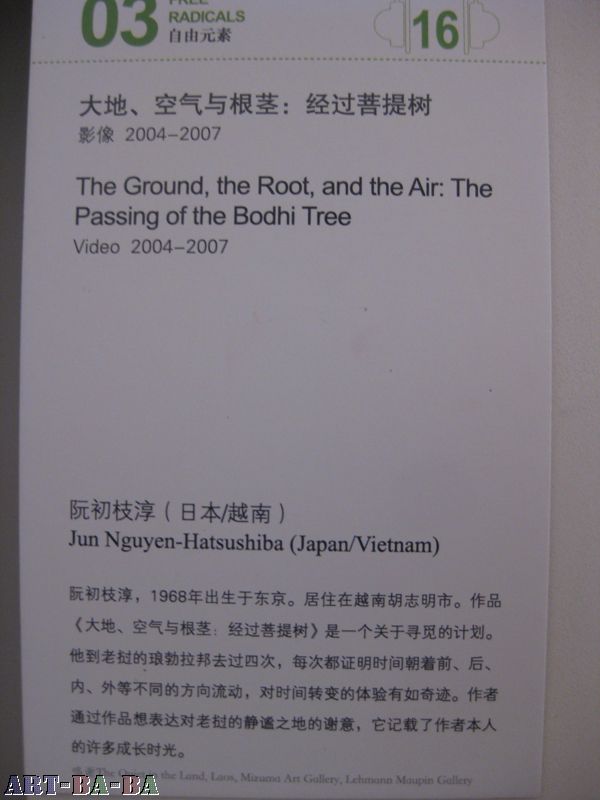 03
RADICALS
自由元素
16
大地、空气与根茎：经过菩提树
影像 2004–2007
The Ground, the Root, and the Air: The
Passing of the Bodhi Tree
Video 2004–2007
阮初枝淳（日本/越南）
Jun Nguyen-Hatsushiba (Japan/Vietnam)
阮初枝淳，1968年出生于东京。居住在越南胡志明市。作品
《大地、空气与根茎：经过菩提树》是一个关于寻觅的计划。
他到老挝的琅勃拉邦去过四次，每次都证明时间朝着前、后、
内、外等不同的方向流动，对时间转变的体验有如奇迹。作者
通过作品想表达对老挝的静谧之地的谢意，它记载了作者本人
的许多成长时光。
the Land, Laos, Mizuma Art Gallery, Lehmann Maupin Gallery
ART-BA-BA